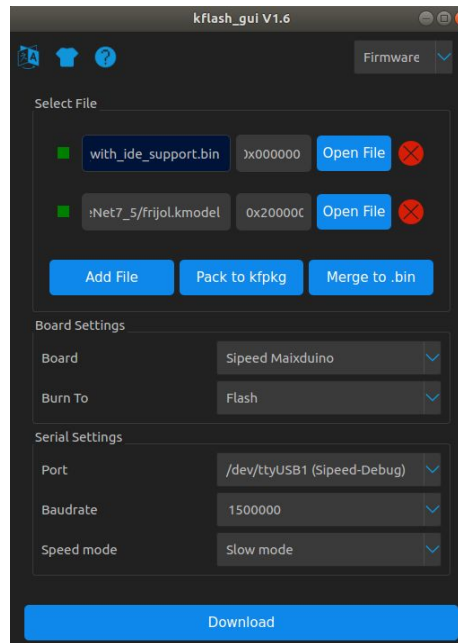 kflash_gui V1.6
Firmware
Select File
with_ide_support.bin 0x000000 Open File
:Net7_5/frijol.kmodel 0x200000 Open File
Add File Pack to kfpkg Merge to .bin
Board Settings
Board Sipeed Maixduino
Burn To Flash
Serial Settings
Port /dev/ttyUSB1 (Sipeed-Debug)
Baudrate 1500000
Speed mode Slow mode
Download